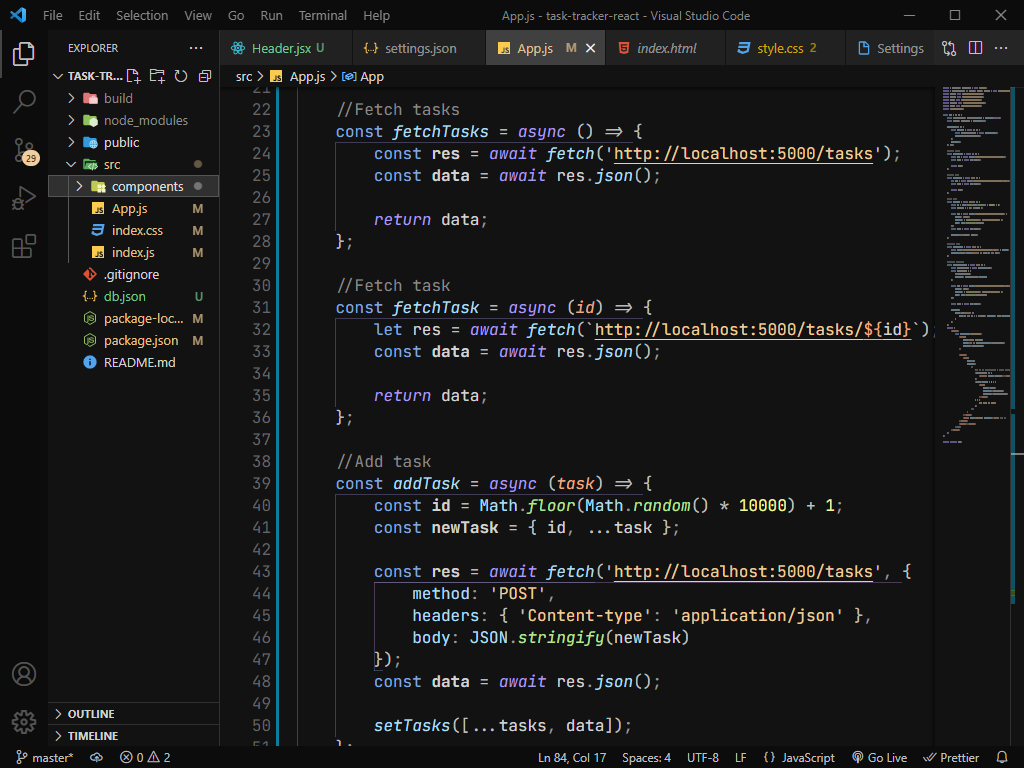 File Edit Selection View Go Run Terminal Help App.js - task-tracker-react - Visual Studio Code
EXPLORER
Header.jsx U settings.json App.js M index.html style.css 2 Settings
TASK-TR...
src > App.js > App
build
node_modules
public
src
components
App.js M
index.css M
index.js M
.gitignore
db.json U
package-loc... M
package.json M
README.md
OUTLINE
TIMELINE
29
21
22 //Fetch tasks
23 const fetchTasks = async () => {
24 const res = await fetch('http://localhost:5000/tasks');
25 const data = await res.json();
26
27 return data;
28 };
29
30 //Fetch task
31 const fetchTask = async (id) => {
32 let res = await fetch(`http://localhost:5000/tasks/${id}`);
33 const data = await res.json();
34
35 return data;
36 };
37
38 //Add task
39 const addTask = async (task) => {
40 const id = Math.floor(Math.random() * 10000) + 1;
41 const newTask = { id, ...task };
42
43 const res = await fetch('http://localhost:5000/tasks', {
44 method: 'POST',
45 headers: { 'Content-type': 'application/json' },
46 body: JSON.stringify(newTask)
47 });
48 const data = await res.json();
49
50 setTasks([...tasks, data]);
51 };
master* 0 2 Ln 84, Col 17 Spaces: 4 UTF-8 LF {} JavaScript Go Live Prettier